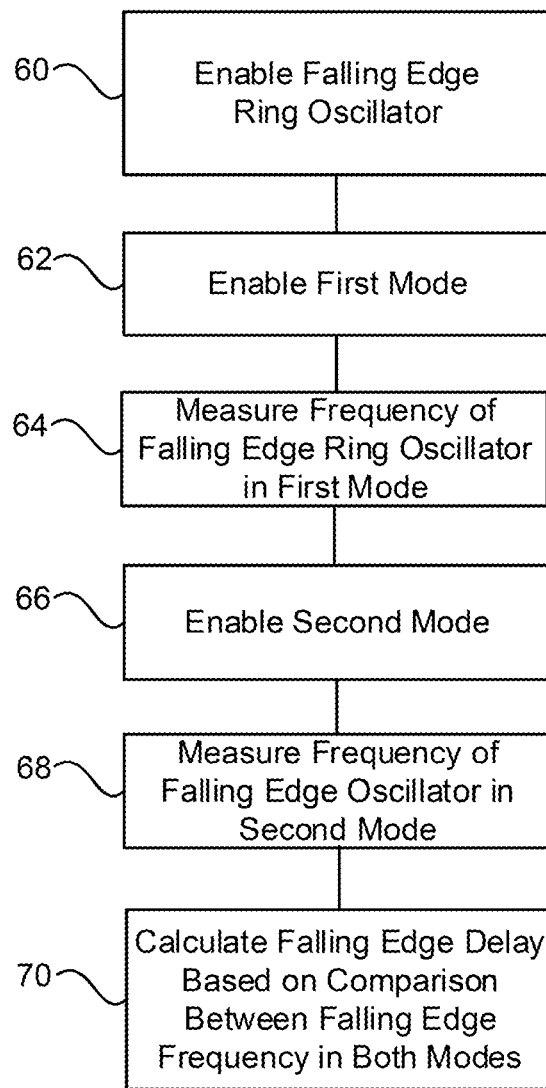 60
Enable Falling Edge
Ring Oscillator
62
Enable First Mode
64
Measure Frequency of
Falling Edge Ring Oscillator
in First Mode
66
Enable Second Mode
68
Measure Frequency of
Falling Edge Oscillator in
Second Mode
70
Calculate Falling Edge Delay
Based on Comparison
Between Falling Edge
Frequency in Both Modes